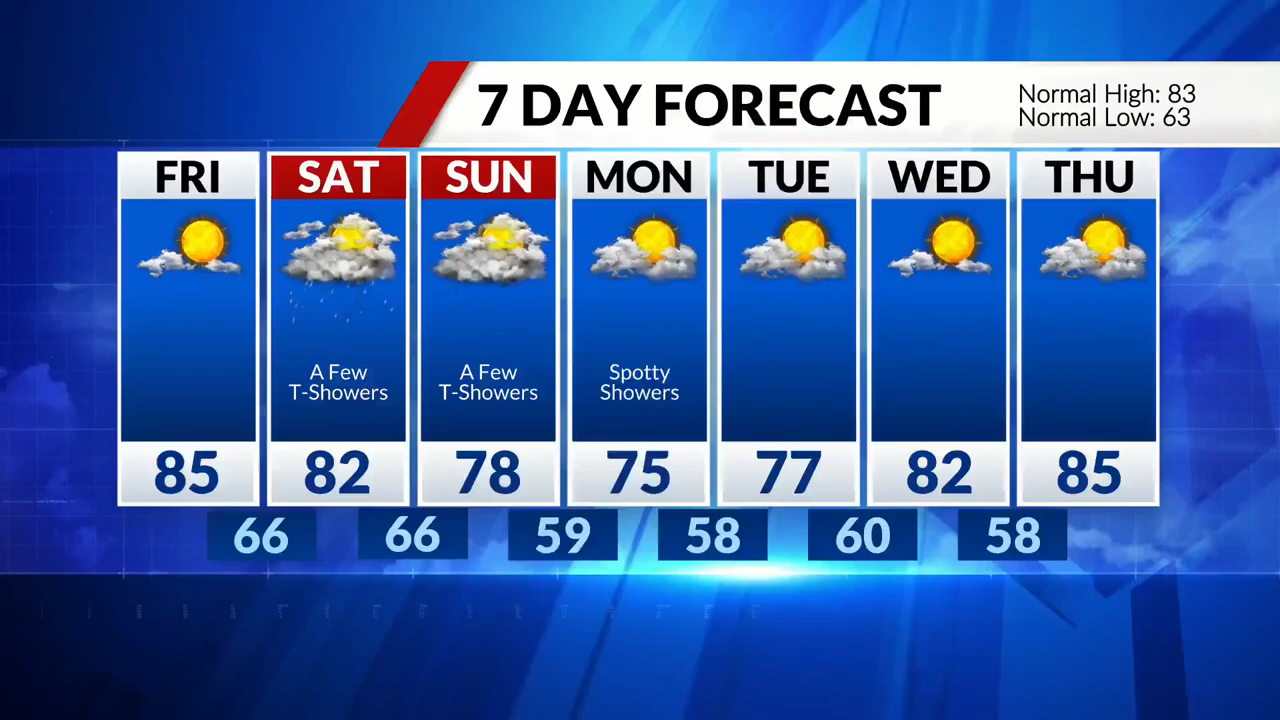 7 DAY FORECAST
Normal High: 83
Normal Low: 63
FRI
SAT
SUN
MON
TUE
WED
THU
A Few
T-Showers
A Few
T-Showers
Spotty
Showers
85
82
78
75
77
82
85
66
66
59
58
60
58